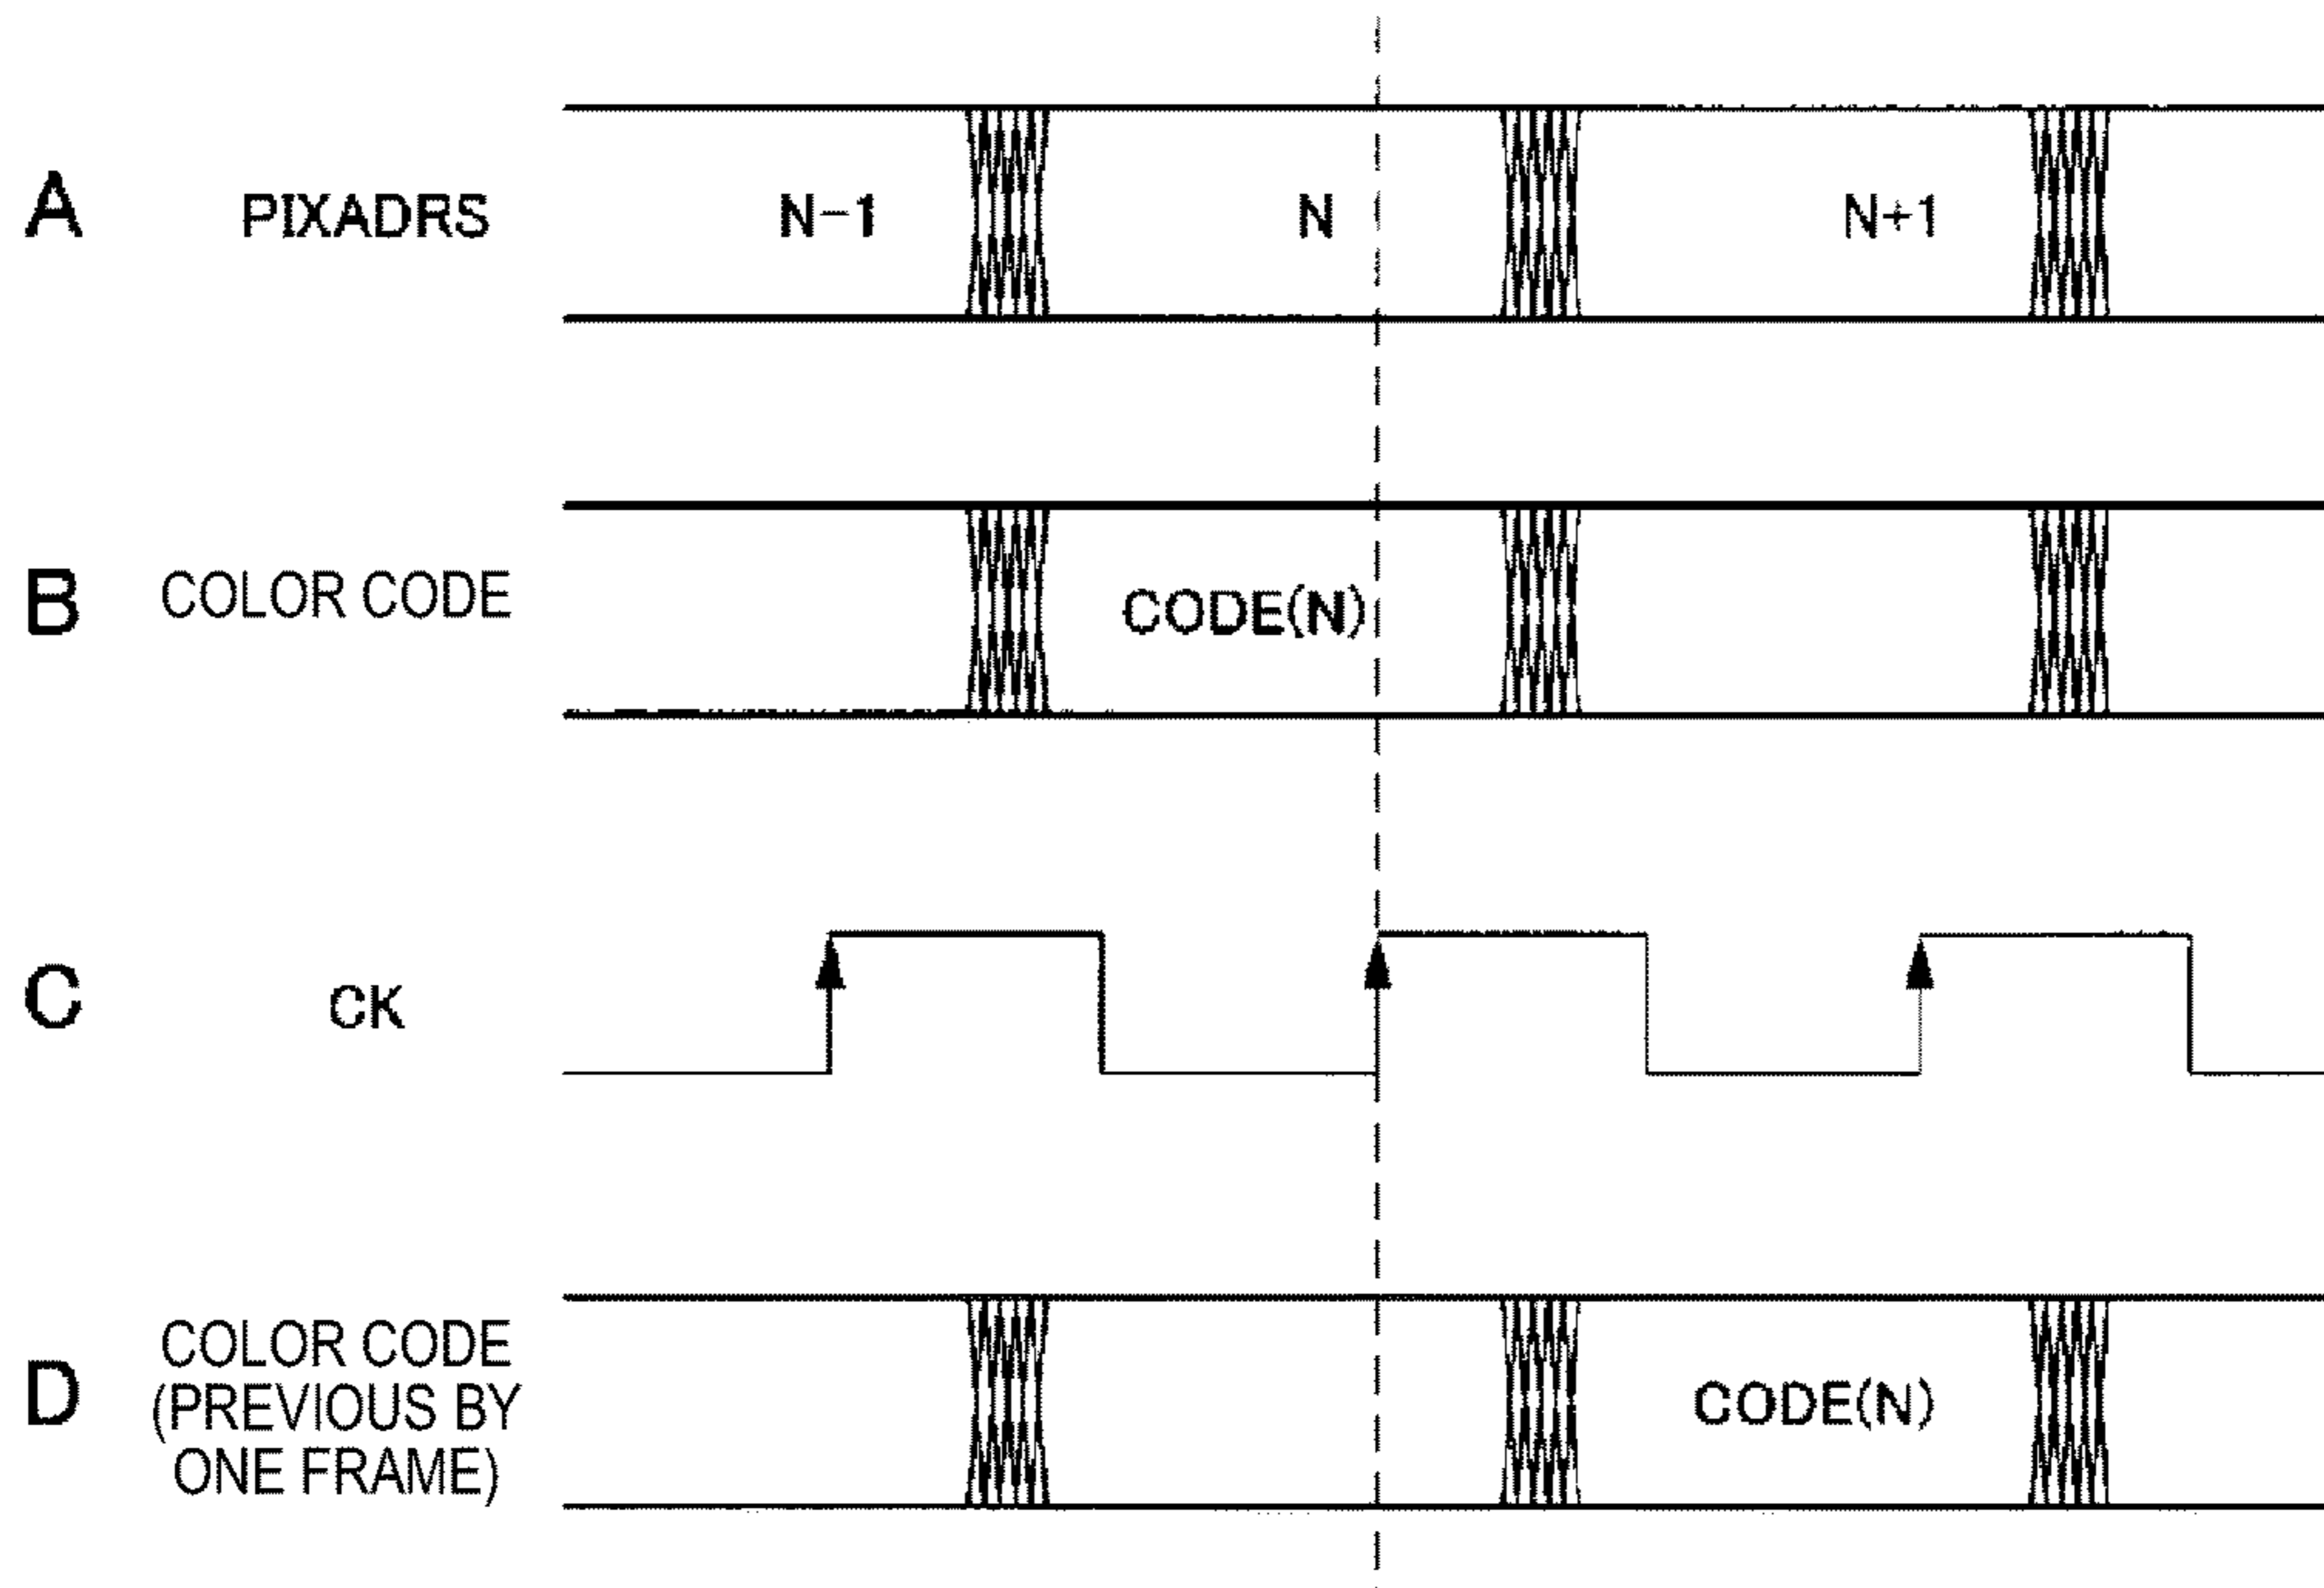 A PIXADRS N-1 N N+1
B COLOR CODE CODE(N)
C CK
D COLOR CODE
(PREVIOUS BY
ONE FRAME)
CODE(N)